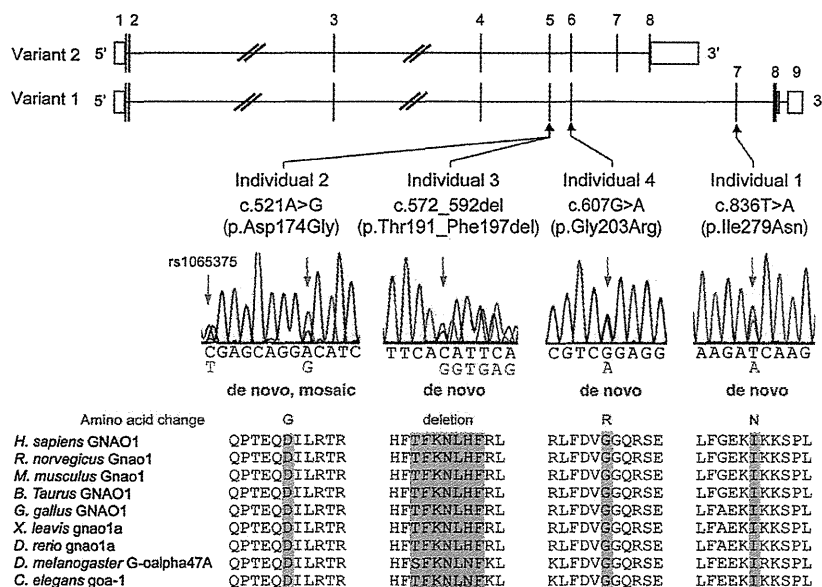 1 2 3 4 5 6 7 8
Variant 2 5' 3'
7 8 9
Variant 1 5' 3
Individual 2
c.521A>G
(p.Asp174Gly)
Individual 3
c.572_592del
(p.Thr191_Phe197del)
Individual 4
c.607G>A
(p.Gly203Arg)
Individual 1
c.836T>A
(p.Ile279Asn)
rs1065375
CGAGCAGGACATC
T G
de novo, mosaic
TTCACATTCA
GGTGAG
de novo
CGTCGGAGG
A
de novo
AAGATCAAG
A
de novo
Amino acid change G deletion R N
H. sapiens GNAO1 QPTEQDILRTR HFTFKNLHFRL RLFDVGGQRSE LFGEKIKKSPL
R. norvegicus Gnao1 QPTEQDILRTR HFTFKNLHFRL RLFDVGGQRSE LFGEKIKKSPL
M. musculus Gnao1 QPTEQDILRTR HFTFKNLHFRL RLFDVGGQRSE LFGEKIKKSPL
B. Taurus GNAO1 QPTEQDILRTR HFTFKNLHFRL RLFDVGGQRSE LFGEKIKKSPL
G. gallus GNAO1 QPTEQDILRTR HFTFKNLHFRL RLFDVGGQRSE LFAEKIKKSPL
X. leavis gnao1a QPTEQDILRTR HFTFKNLHFRL RLFDVGGQRSE LFAEKIKKSPL
D. rerio gnao1a QPTEQDILRTR HFTFKNLHFRL RLFDVGGQRSE LFAEKIKKSPL
D. melanogaster G-oalpha47A QPTEQDILRTR HFSFKNLNFKL KLFDVGGQRSE LFEEKIRKSPL
C. elegans goa-1 QPTEQDILRTR HFTFKNLNFKL RLFDVGGQRSE LFEEKIKKSPL